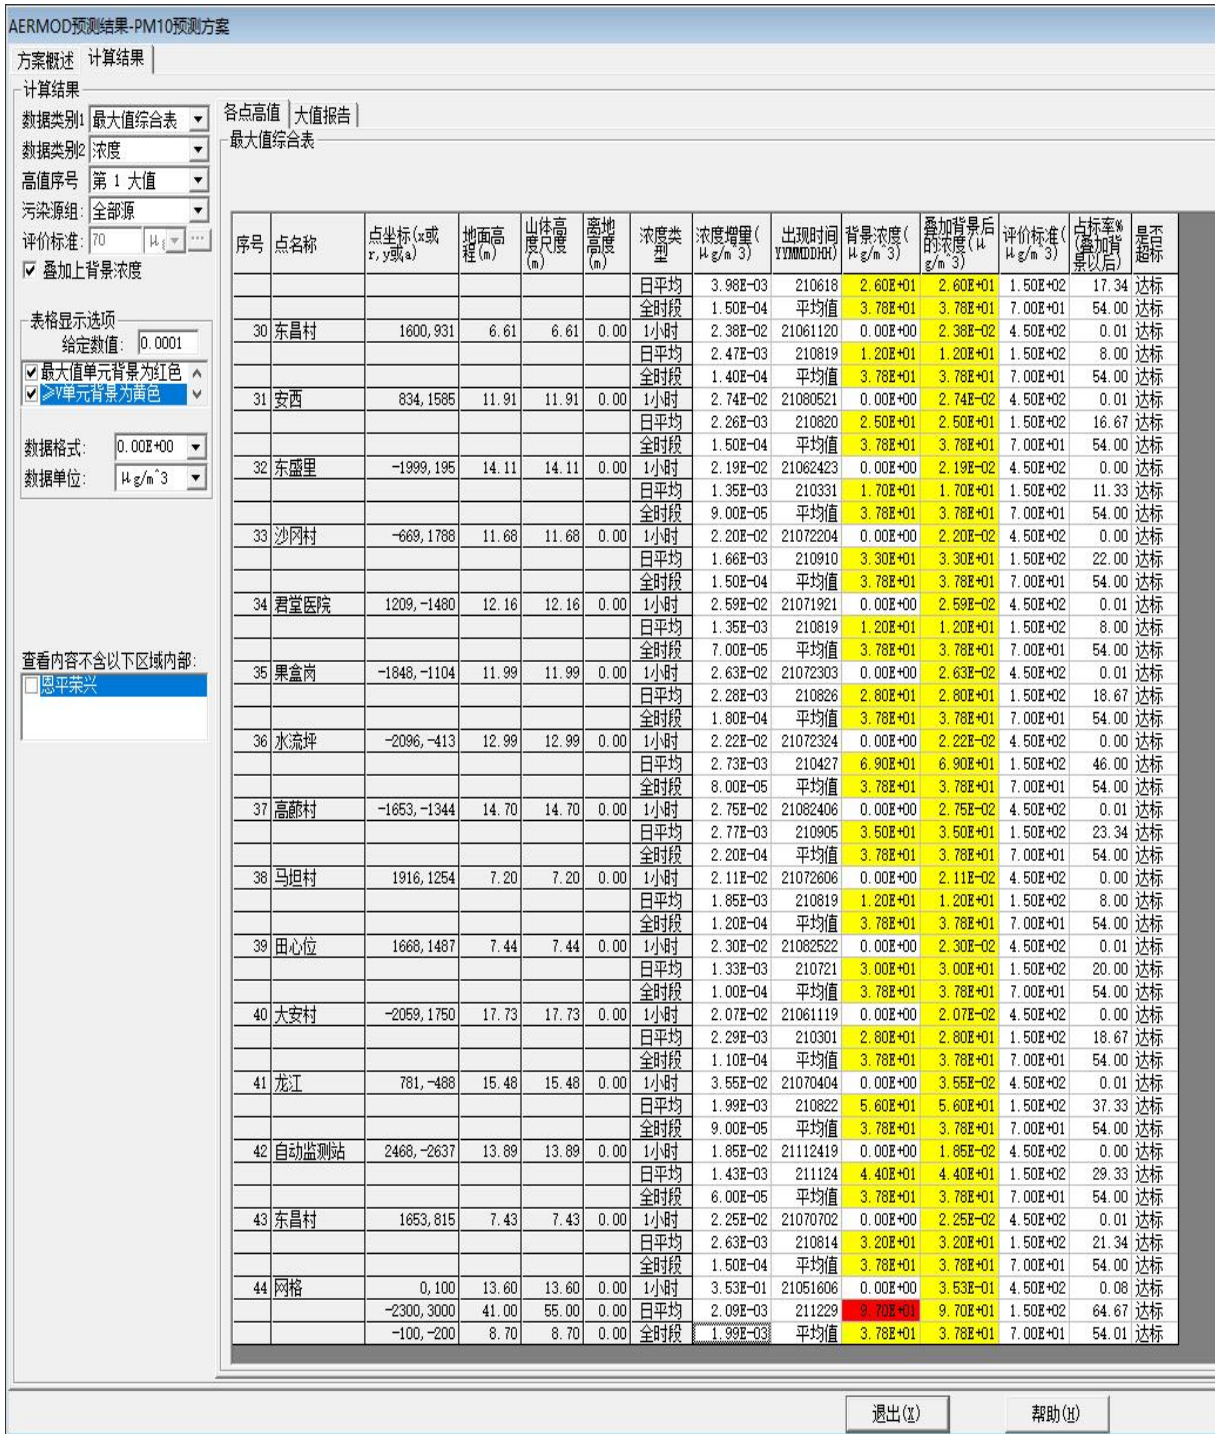 AERMOD预测结果-PM10预测方案
方案概述 计算结果
计算结果
数据类别1 最大值综合表
数据类别2 浓度
高值序号 第 1 大值
污染源组: 全部源
评价标准: 70 μg ...
叠加上背景浓度
表格显示选项
给定数值: 0.0001
最大值单元背景为红色
≥V单元背景为黄色
数据格式: 0.00E+00
数据单位: μg/m^3
查看内容不含以下区域内部:
恩平荣兴
各点高值 大值报告
最大值综合表
序号 点名称 点坐标(x或r,y或a) 地面高程(m) 山体高度尺度(m) 离地高度(m) 浓度类型 浓度增量(μg/m^3) 出现时间YYMMDDHH) 背景浓度(μg/m^3) 叠加背景后的浓度(μg/m^3) 评价标准(μg/m^3) 占标率%(叠加背景以后) 是否超标
日平均 3.98E-03 210618 2.60E+01 2.60E+01 1.50E+02 17.34 达标
全时段 1.50E-04 平均值 3.78E+01 3.78E+01 7.00E+01 54.00 达标
30 东昌村 1600,931 6.61 6.61 0.00 1小时 2.38E-02 21061120 0.00E+00 2.38E-02 4.50E+02 0.01 达标
日平均 2.47E-03 210819 1.20E+01 1.20E+01 1.50E+02 8.00 达标
全时段 1.40E-04 平均值 3.78E+01 3.78E+01 7.00E+01 54.00 达标
31 安西 834,1585 11.91 11.91 0.00 1小时 2.74E-02 21080521 0.00E+00 2.74E-02 4.50E+02 0.01 达标
日平均 2.26E-03 210820 2.50E+01 2.50E+01 1.50E+02 16.67 达标
全时段 1.50E-04 平均值 3.78E+01 3.78E+01 7.00E+01 54.00 达标
32 东盛里 -1999,195 14.11 14.11 0.00 1小时 2.19E-02 21062423 0.00E+00 2.19E-02 4.50E+02 0.00 达标
日平均 1.35E-03 210331 1.70E+01 1.70E+01 1.50E+02 11.33 达标
全时段 9.00E-05 平均值 3.78E+01 3.78E+01 7.00E+01 54.00 达标
33 沙冈村 -669,1788 11.68 11.68 0.00 1小时 2.20E-02 21072204 0.00E+00 2.20E-02 4.50E+02 0.00 达标
日平均 1.66E-03 210910 3.30E+01 3.30E+01 1.50E+02 22.00 达标
全时段 1.50E-04 平均值 3.78E+01 3.78E+01 7.00E+01 54.00 达标
34 君堂医院 1209,-1480 12.16 12.16 0.00 1小时 2.59E-02 21071921 0.00E+00 2.59E-02 4.50E+02 0.01 达标
日平均 1.35E-03 210819 1.20E+01 1.20E+01 1.50E+02 8.00 达标
全时段 7.00E-05 平均值 3.78E+01 3.78E+01 7.00E+01 54.00 达标
35 果盒岗 -1848,-1104 11.99 11.99 0.00 1小时 2.63E-02 21072303 0.00E+00 2.63E-02 4.50E+02 0.01 达标
日平均 2.28E-03 210826 2.80E+01 2.80E+01 1.50E+02 18.67 达标
全时段 1.80E-04 平均值 3.78E+01 3.78E+01 7.00E+01 54.00 达标
36 水流坪 -2096,-413 12.99 12.99 0.00 1小时 2.22E-02 21072324 0.00E+00 2.22E-02 4.50E+02 0.00 达标
日平均 2.73E-03 210427 6.90E+01 6.90E+01 1.50E+02 46.00 达标
全时段 8.00E-05 平均值 3.78E+01 3.78E+01 7.00E+01 54.00 达标
37 高蔀村 -1653,-1344 14.70 14.70 0.00 1小时 2.75E-02 21082406 0.00E+00 2.75E-02 4.50E+02 0.01 达标
日平均 2.77E-03 210905 3.50E+01 3.50E+01 1.50E+02 23.34 达标
全时段 2.20E-04 平均值 3.78E+01 3.78E+01 7.00E+01 54.00 达标
38 马坦村 1916,1254 7.20 7.20 0.00 1小时 2.11E-02 21072606 0.00E+00 2.11E-02 4.50E+02 0.00 达标
日平均 1.85E-03 210819 1.20E+01 1.20E+01 1.50E+02 8.00 达标
全时段 1.20E-04 平均值 3.78E+01 3.78E+01 7.00E+01 54.00 达标
39 田心位 1668,1487 7.44 7.44 0.00 1小时 2.30E-02 21082522 0.00E+00 2.30E-02 4.50E+02 0.01 达标
日平均 1.33E-03 210721 3.00E+01 3.00E+01 1.50E+02 20.00 达标
全时段 1.00E-04 平均值 3.78E+01 3.78E+01 7.00E+01 54.00 达标
40 大安村 -2059,1750 17.73 17.73 0.00 1小时 2.07E-02 21061119 0.00E+00 2.07E-02 4.50E+02 0.00 达标
日平均 2.29E-03 210301 2.80E+01 2.80E+01 1.50E+02 18.67 达标
全时段 1.10E-04 平均值 3.78E+01 3.78E+01 7.00E+01 54.00 达标
41 龙江 781,-488 15.48 15.48 0.00 1小时 3.55E-02 21070404 0.00E+00 3.55E-02 4.50E+02 0.01 达标
日平均 1.99E-03 210822 5.60E+01 5.60E+01 1.50E+02 37.33 达标
全时段 9.00E-05 平均值 3.78E+01 3.78E+01 7.00E+01 54.00 达标
42 自动监测站 2468,-2637 13.89 13.89 0.00 1小时 1.85E-02 21112419 0.00E+00 1.85E-02 4.50E+02 0.00 达标
日平均 1.43E-03 211124 4.40E+01 4.40E+01 1.50E+02 29.33 达标
全时段 6.00E-05 平均值 3.78E+01 3.78E+01 7.00E+01 54.00 达标
43 东昌村 1653,815 7.43 7.43 0.00 1小时 2.25E-02 21070702 0.00E+00 2.25E-02 4.50E+02 0.01 达标
日平均 2.63E-03 210814 3.20E+01 3.20E+01 1.50E+02 21.34 达标
全时段 1.50E-04 平均值 3.78E+01 3.78E+01 7.00E+01 54.00 达标
44 网格 0,100 13.60 13.60 0.00 1小时 3.53E-01 21051606 0.00E+00 3.53E-01 4.50E+02 0.08 达标
-2300,3000 41.00 55.00 0.00 日平均 2.09E-03 211229 9.70E+01 9.70E+01 1.50E+02 64.67 达标
-100,-200 8.70 8.70 0.00 全时段 1.99E-03 平均值 3.78E+01 3.78E+01 7.00E+01 54.01 达标
退出(X) 帮助(H)